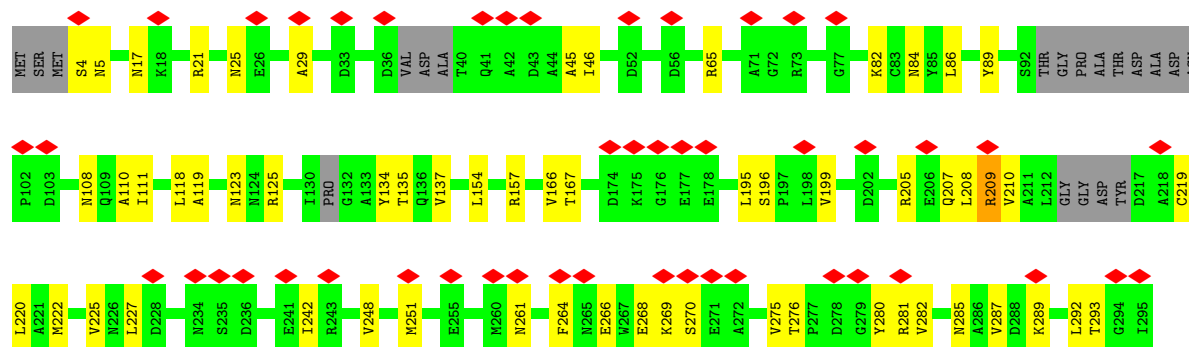 MET SER MET S4 N5 N17 K18 R21 N25 E26 A29 D33 D36 VAL ASP ALA T40 Q41 A42 D43 A44 A45 I46 D52 D56 R65 A71 G72 R73 G77 K82 C83 N84 Y85 L86 Y89 S92 THR GLY PRO ALA THR ASP ALA ASP
P102 D103 N108 Q109 A110 I111 L118 A119 N123 N124 R125 I130 PRO G132 A133 Y134 T135 Q136 V137 L154 R157 V166 T167 D174 K175 G176 E177 E178 L195 S196 P197 L198 V199 D202 R205 E206 Q207 L208 R209 V210 A211 L212 GLY GLY ASP TYR D217 A218 C219
L220 A221 M222 V225 N226 L227 D228 N234 S235 D236 E241 I242 R243 V248 M251 E255 M260 N261 F264 N265 E266 W267 E268 K269 S270 E271 A272 V275 T276 P277 D278 G279 Y280 R281 V282 N285 A286 V287 D288 K289 L292 T293 G294 I295